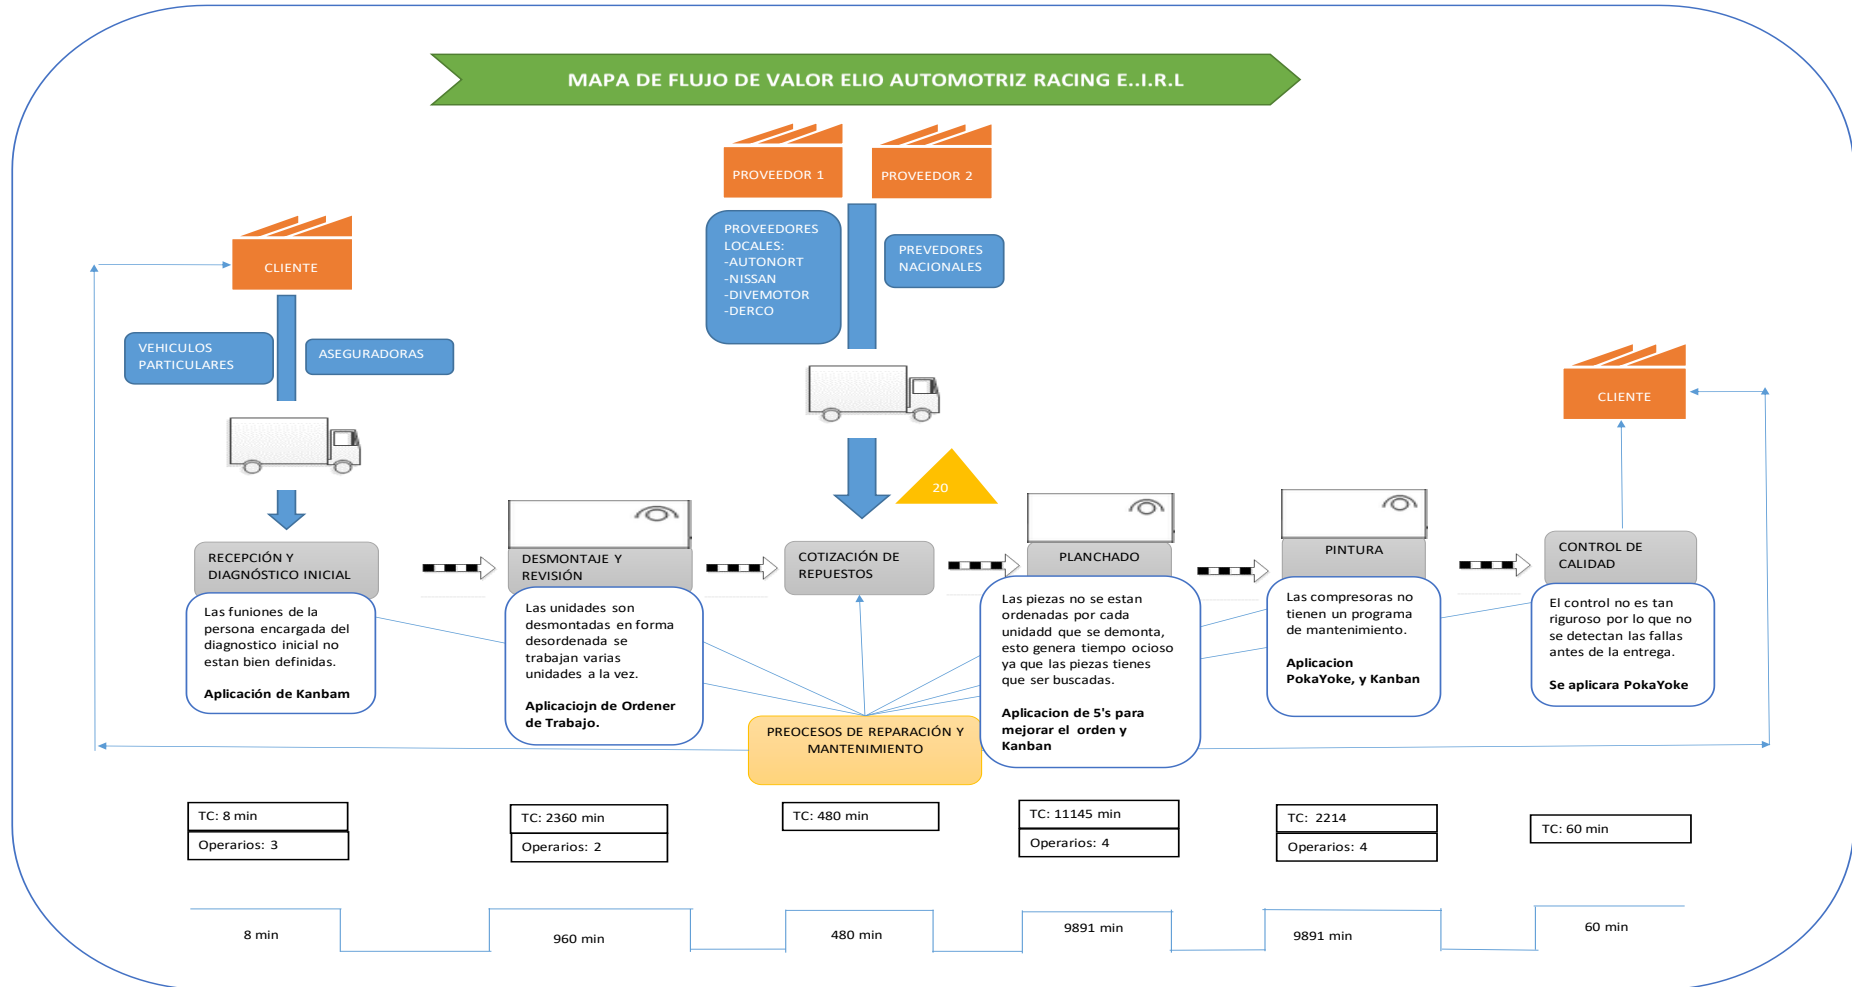 MAPA DE FLUJO DE VALOR ELIO AUTOMOTRIZ RACING E..I.R.L
PROVEEDOR 1
PROVEEDOR 2
PROVEEDORES
LOCALES:
-AUTONORT
-NISSAN
-DIVEMOTOR
-DERCO
PREVEDORES
NACIONALES
CLIENTE
VEHICULOS
PARTICULARES
ASEGURADORAS
CLIENTE
20
RECEPCIÓN Y
DIAGNÓSTICO INICIAL
DESMONTAJE Y
REVISIÓN
COTIZACIÓN DE
REPUESTOS
PLANCHADO
PINTURA
CONTROL DE
CALIDAD
Las funiones de la
persona encargada del
diagnostico inicial no
estan bien definidas.
Aplicación de Kanbam
Las unidades son
desmontadas en forma
desordenada se
trabajan varias
unidades a la vez.
Aplicaciojn de Ordener
de Trabajo.
Las piezas no se estan
ordenadas por cada
unidadd que se demonta,
esto genera tiempo ocioso
ya que las piezas tienes
que ser buscadas.
Aplicacion de 5's para
mejorar el orden y
Kanban
Las compresoras no
tienen un programa
de mantenimiento.
Aplicacion
PokaYoke, y Kanban
El control no es tan
riguroso por lo que no
se detectan las fallas
antes de la entrega.
Se aplicara PokaYoke
PREOCESOS DE REPARACIÓN Y
MANTENIMIENTO
TC: 8 min
Operarios: 3
TC: 2360 min
Operarios: 2
TC: 480 min
TC: 11145 min
Operarios: 4
TC: 2214
Operarios: 4
TC: 60 min
8 min
960 min
480 min
9891 min
9891 min
60 min